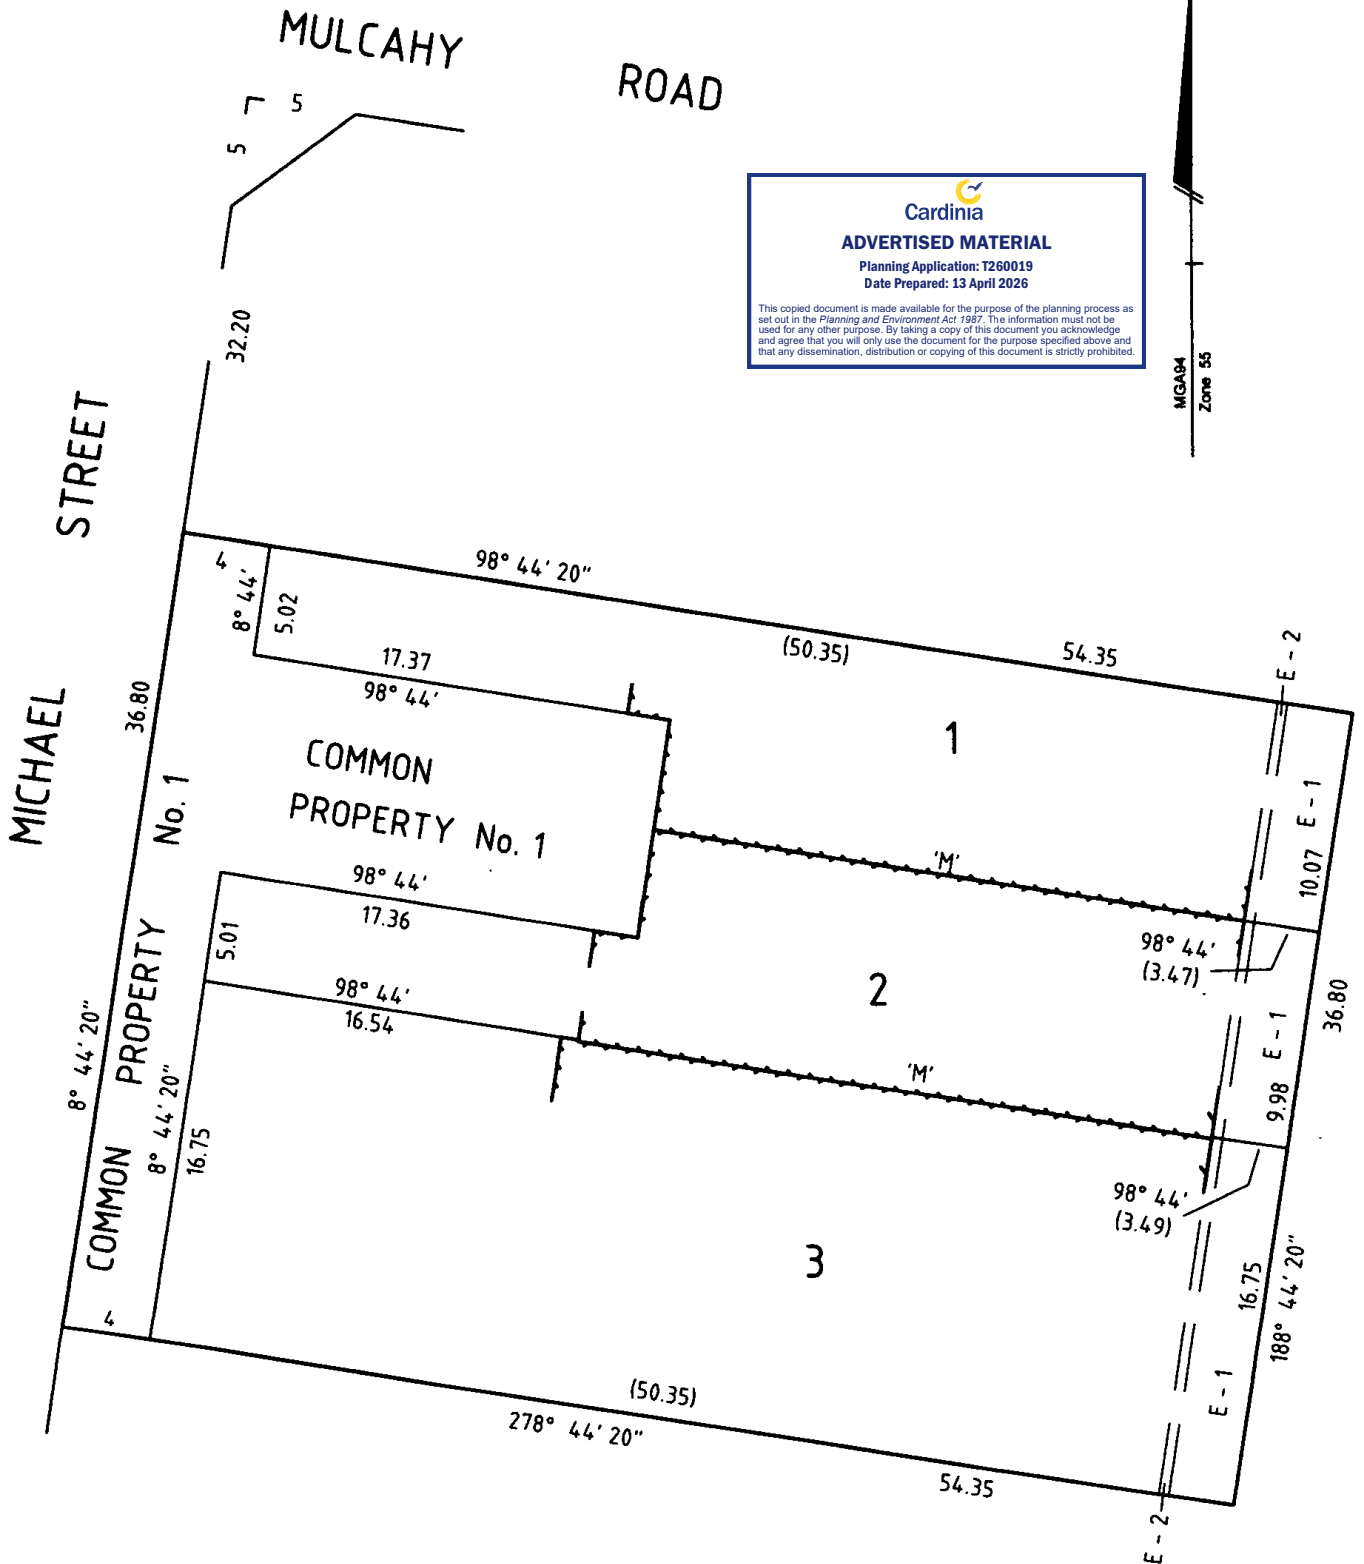 MULCAHY
ROAD
5
5
32.20
Cardinia
ADVERTISED MATERIAL
Planning Application: T260019
Date Prepared: 13 April 2026
This copied document is made available for the purpose of the planning process as
set out in the Planning and Environment Act 1987. The information must not be
used for any other purpose. By taking a copy of this document you acknowledge
and agree that you will only use the document for the purpose specified above and
that any dissemination, distribution or copying of this document is strictly prohibited.
MGA94
Zone 55
MICHAEL STREET
4
8° 44'
5.02
98° 44' 20"
(50.35)
54.35
E - 2
17.37
98° 44'
36.80
COMMON
PROPERTY No. 1
1
E - 1
10.07
'M'
98° 44'
17.36
5.01
98° 44'
(3.47)
98° 44'
16.54
2
36.80
E - 1
9.98
'M'
8° 44' 20"
COMMON PROPERTY No. 1
8° 44' 20"
16.75
98° 44'
(3.49)
3
16.75
188° 44' 20"
E - 1
4
(50.35)
278° 44' 20"
54.35
E - 2